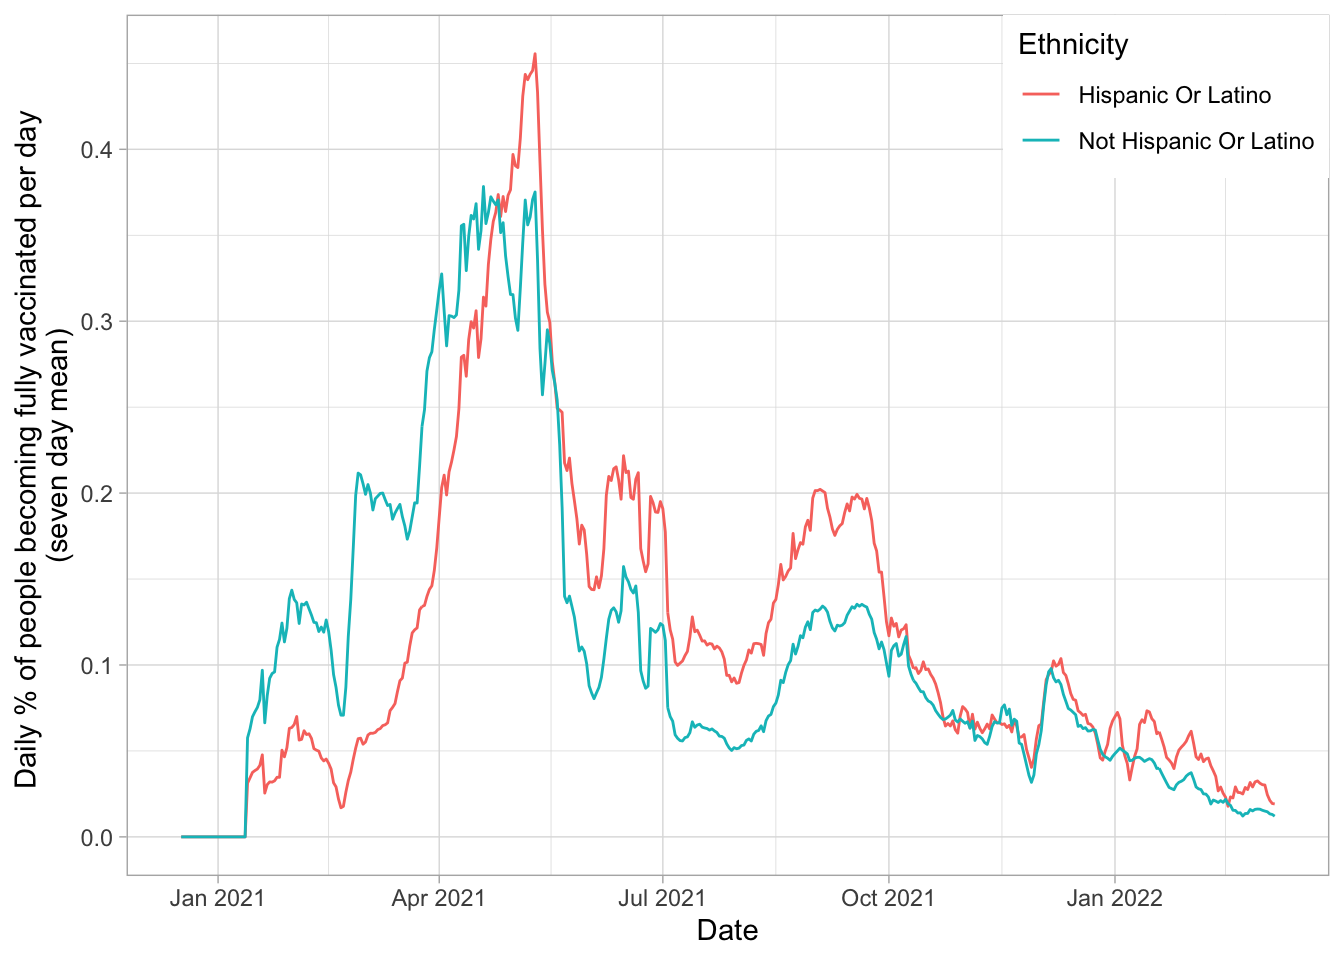 Ethnicity
Hispanic Or Latino
Not Hispanic Or Latino
Daily % of people becoming fully vaccinated per day
(seven day mean)
0.4
0.3
0.2
0.1
0.0
Jan 2021
Apr 2021
Jul 2021
Oct 2021
Jan 2022
Date